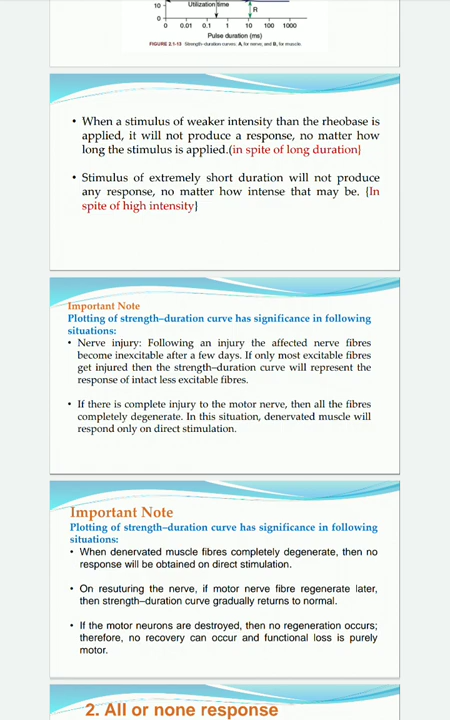 10
Utilization time
R
0
0 0.01 0.1 1 10 100 1000
Pulse duration (ms)
FIGURE 2.1-13 Strength-duration curves. A, for nerve; and B, for muscle.
• When a stimulus of weaker intensity than the rheobase is
applied, it will not produce a response, no matter how
long the stimulus is applied.(in spite of long duration}
• Stimulus of extremely short duration will not produce
any response, no matter how intense that may be. {In
spite of high intensity}
Important Note
Plotting of strength–duration curve has significance in following
situations:
• Nerve injury: Following an injury the affected nerve fibres
become inexcitable after a few days. If only most excitable fibres
get injured then the strength–duration curve will represent the
response of intact less excitable fibres.
• If there is complete injury to the motor nerve, then all the fibres
completely degenerate. In this situation, denervated muscle will
respond only on direct stimulation.
Important Note
Plotting of strength–duration curve has significance in following
situations:
• When denervated muscle fibres completely degenerate, then no
response will be obtained on direct stimulation.
• On resuturing the nerve, if motor nerve fibre regenerate later,
then strength–duration curve gradually returns to normal.
• If the motor neurons are destroyed, then no regeneration occurs;
therefore, no recovery can occur and functional loss is purely
motor.
2. All or none response